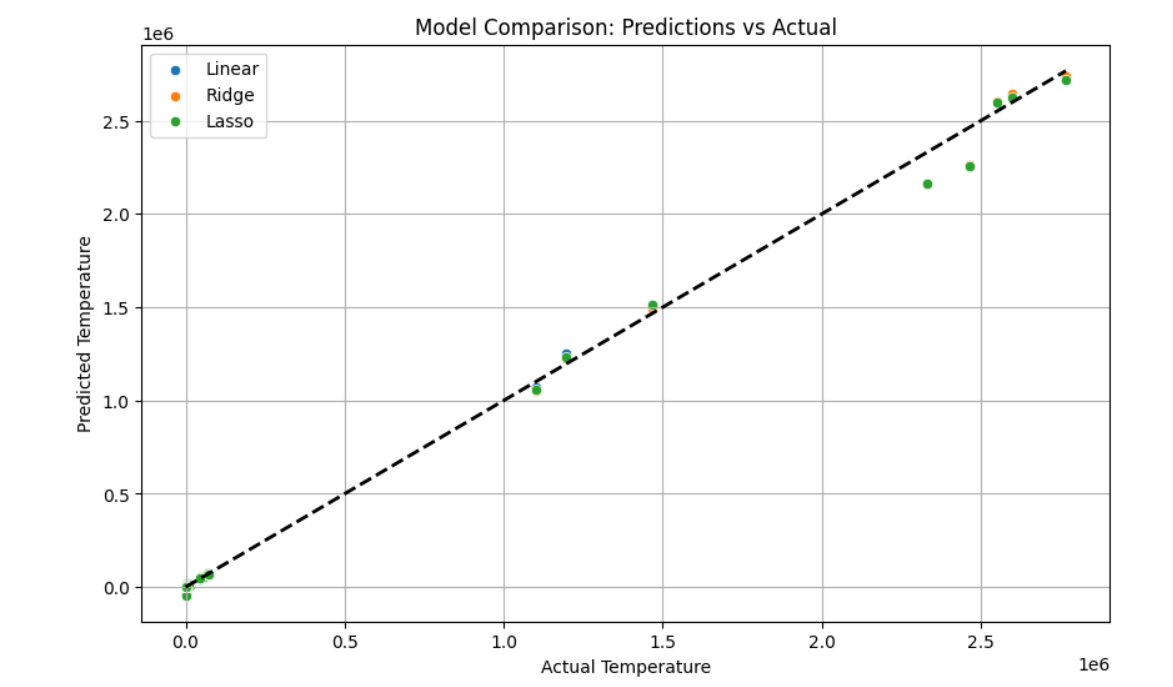 Model Comparison: Predictions vs Actual
1e6
Linear
Ridge
Lasso
2.5
2.0
1.5
1.0
0.5
0.0
Predicted Temperature
0.0 0.5 1.0 1.5 2.0 2.5
Actual Temperature
1e6